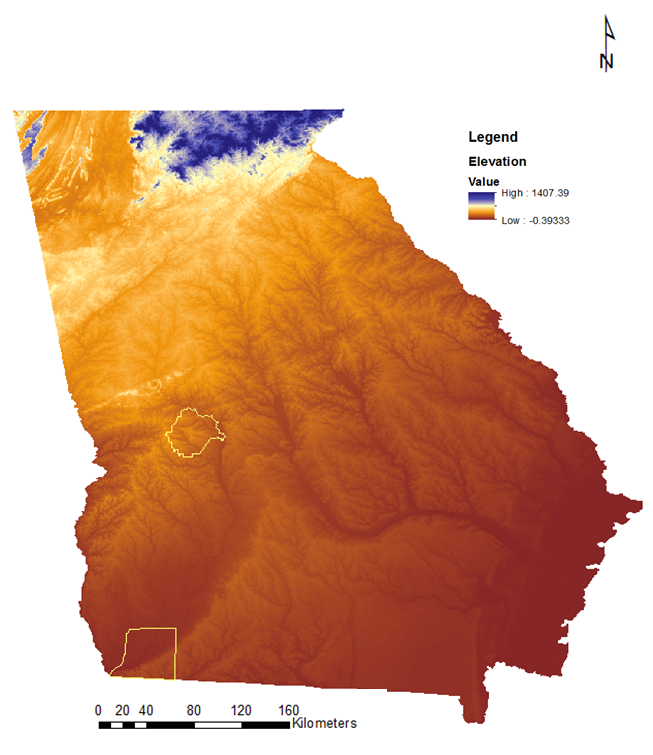 N
Legend
Elevation
Value
High : 1407.39
Low : -0.39333
0 20 40 80 120 160
Kilometers